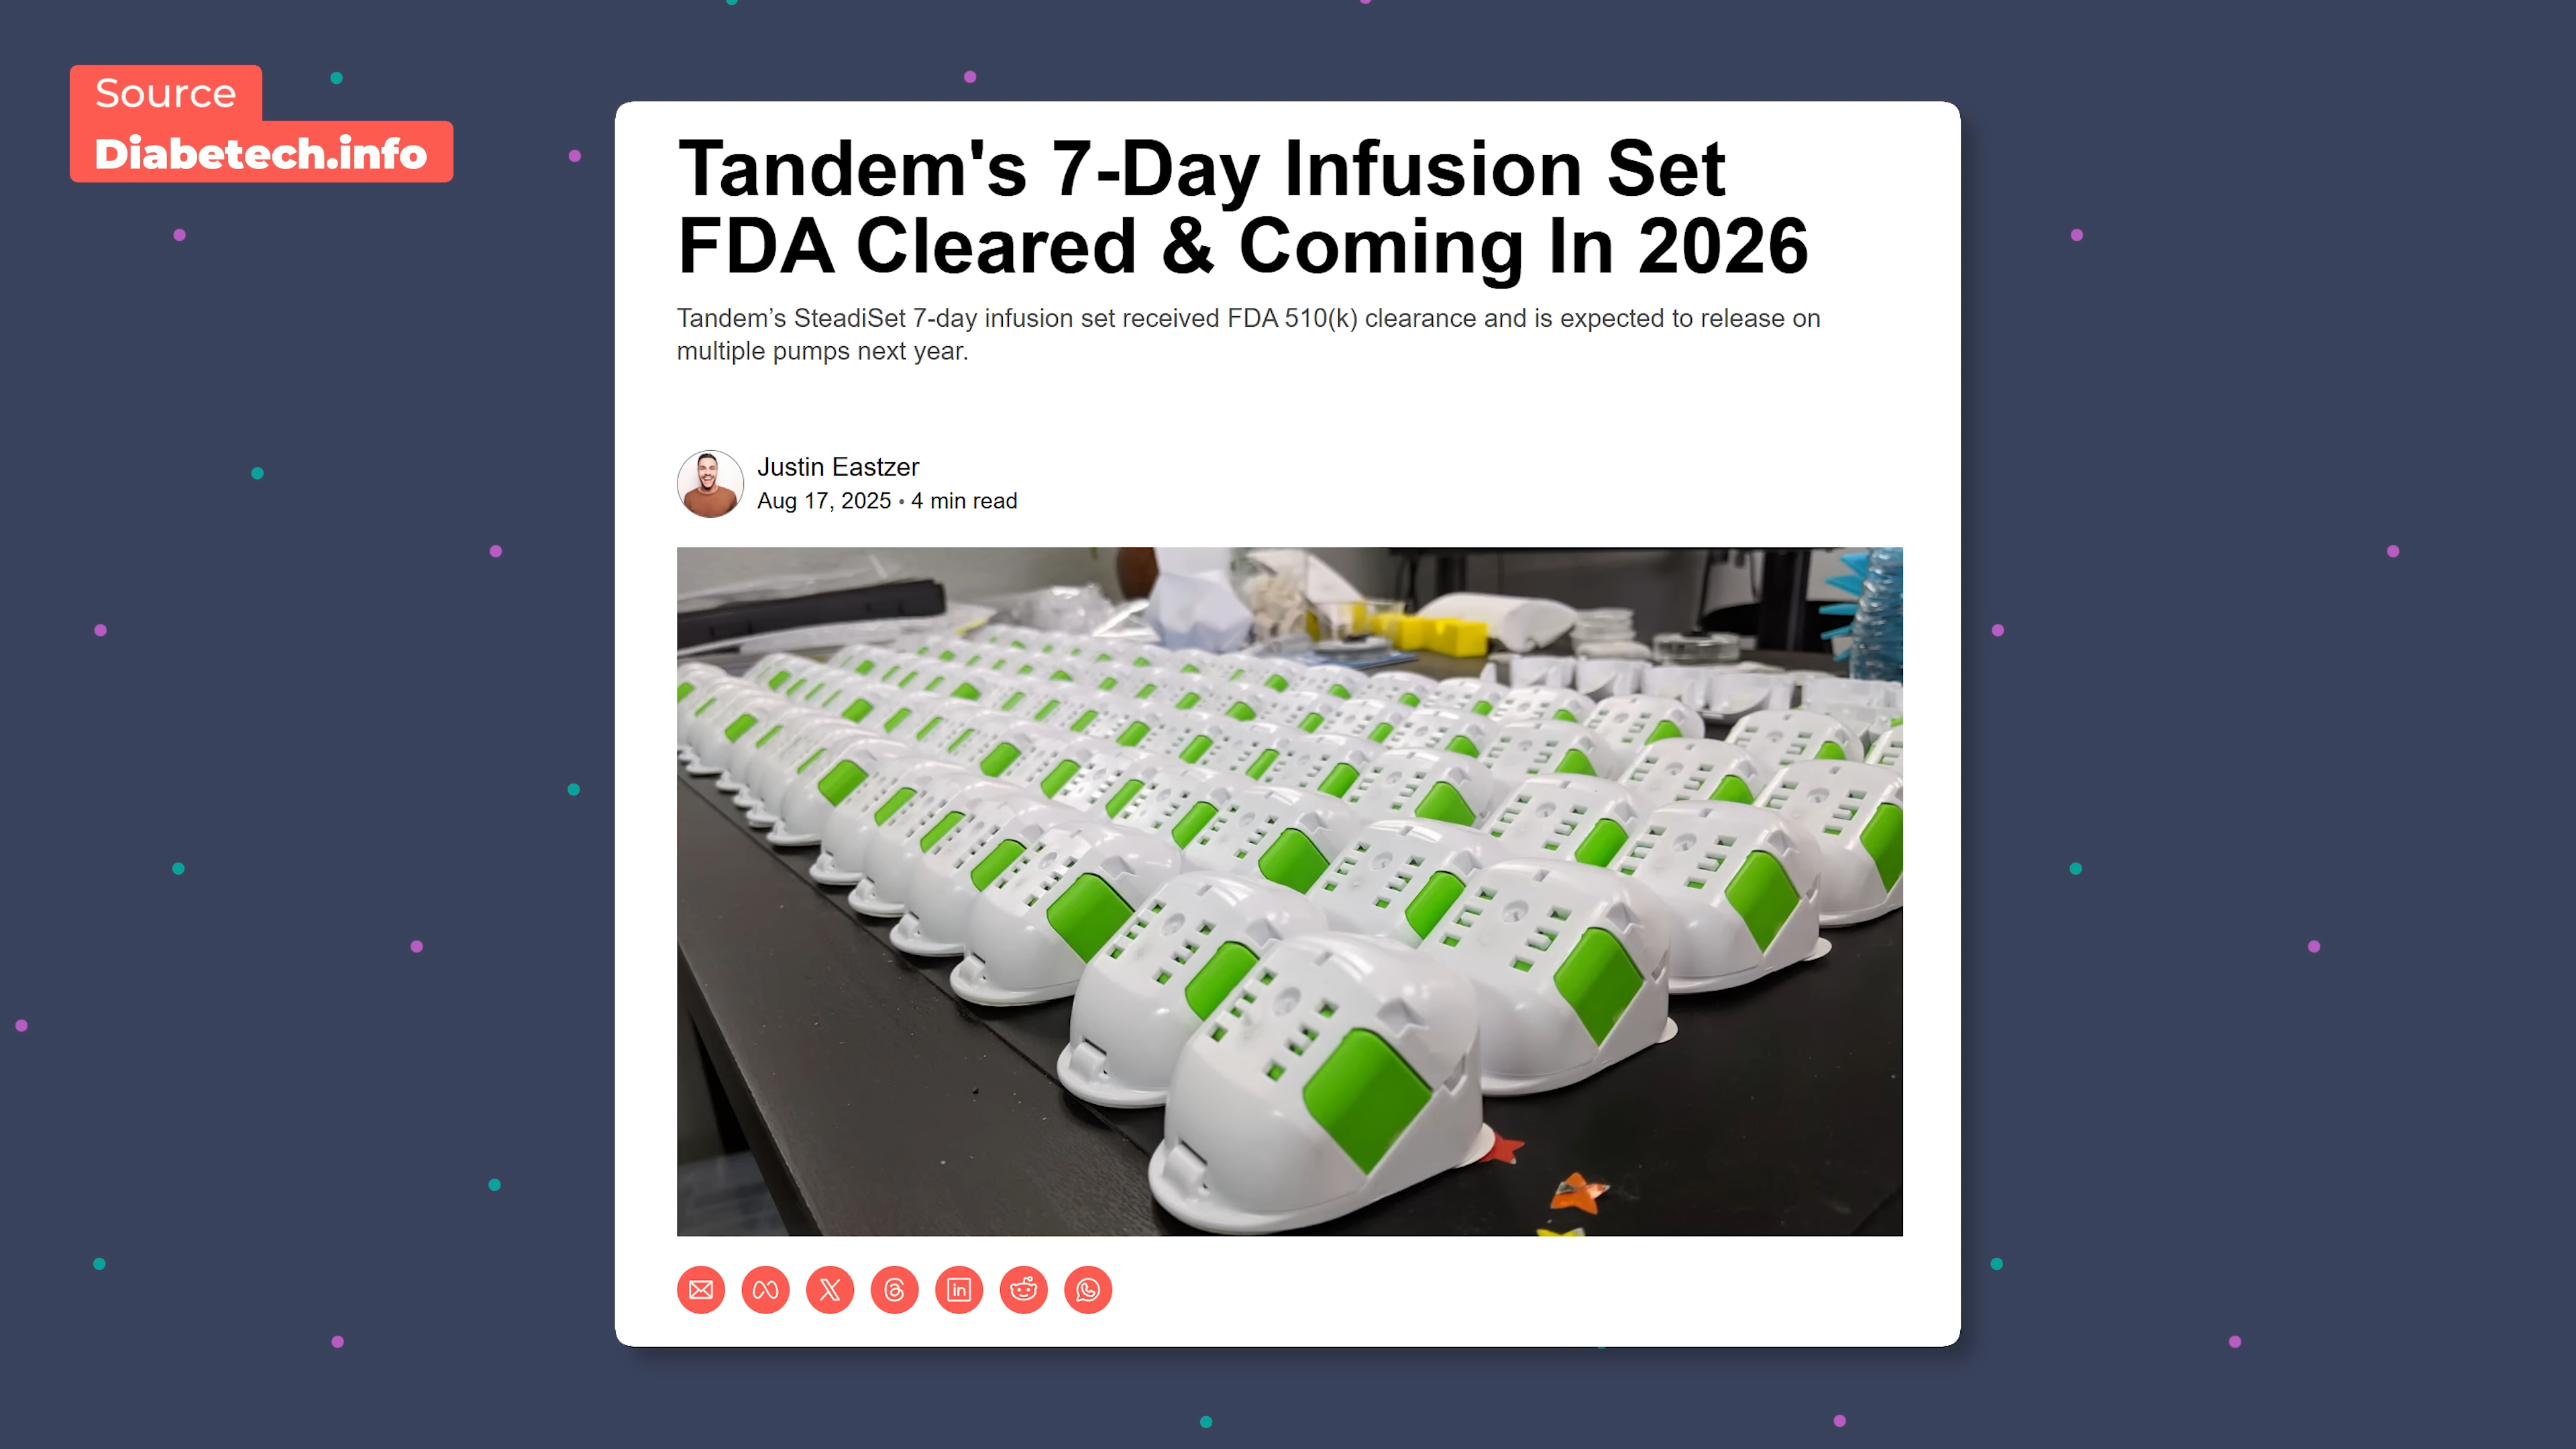 Source
Diabetech.info
Tandem's 7-Day Infusion Set
FDA Cleared & Coming In 2026
Tandem’s SteadiSet 7-day infusion set received FDA 510(k) clearance and is expected to release on
multiple pumps next year.
Justin Eastzer
Aug 17, 2025 • 4 min read
in